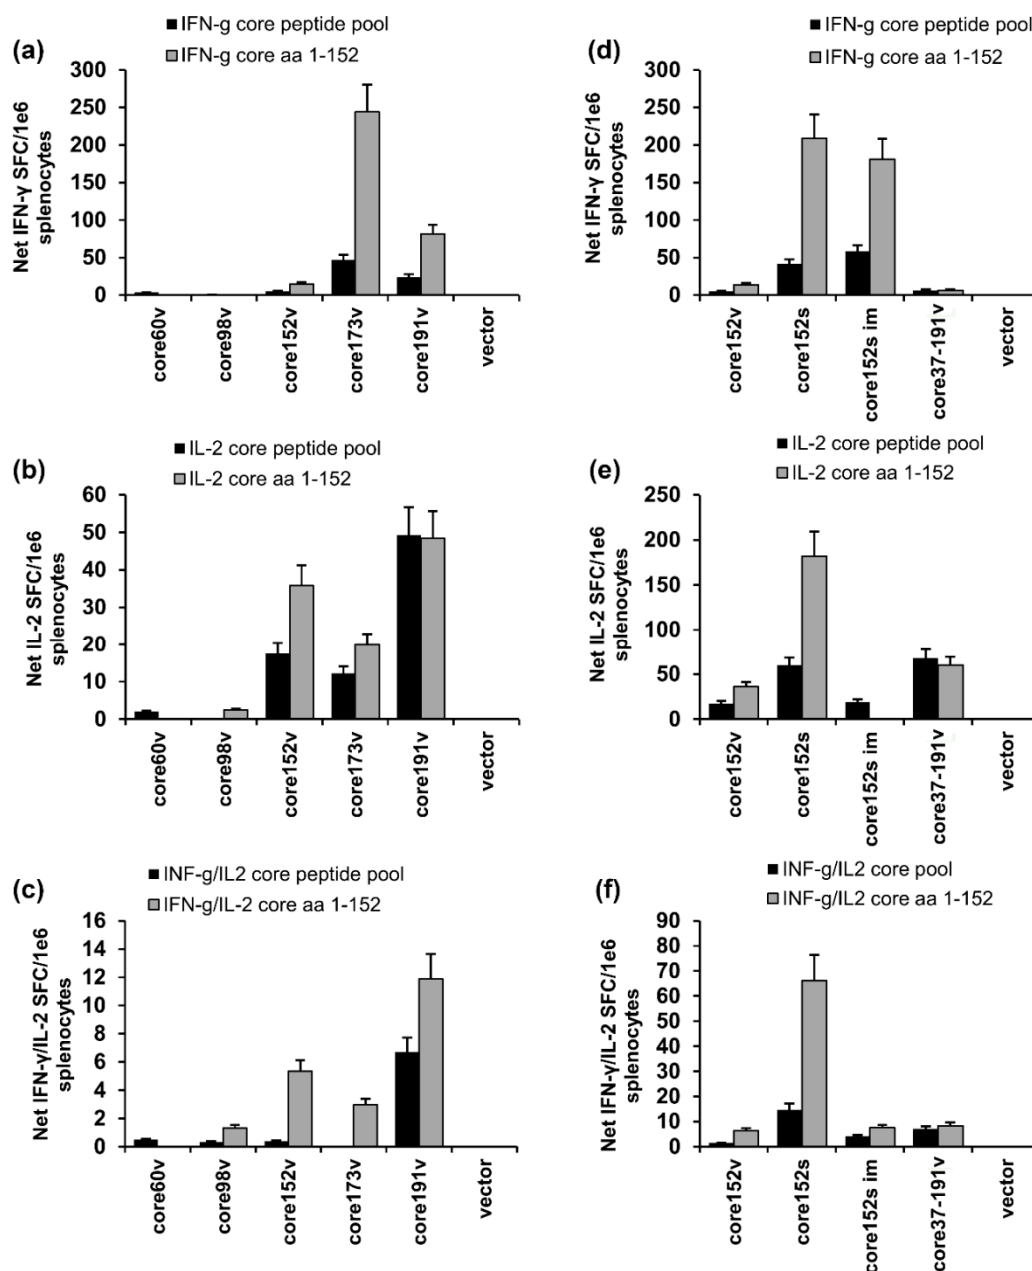 (a)
IFN-g core peptide pool
IFN-g core aa 1-152
Net IFN-γ SFC/1e6
splenocytes
300
250
200
150
100
50
0
core60v
core98v
core152v
core173v
core191v
vector
(d)
IFN-g core peptide pool
IFN-g core aa 1-152
Net IFN-γ SFC/1e6
splenocytes
300
250
200
150
100
50
0
core152v
core152s
core152s im
core37-191v
vector
(b)
IL-2 core peptide pool
IL-2 core aa 1-152
Net IL-2 SFC/1e6
splenocytes
60
50
40
30
20
10
0
core60v
core98v
core152v
core173v
core191v
vector
(e)
IL-2 core peptide pool
IL-2 core aa 1-152
Net IL-2 SFC/1e6
splenocytes
250
200
150
100
50
0
core152v
core152s
core152s im
core37-191v
vector
(c)
INF-g/IL2 core peptide pool
IFN-g/IL-2 core aa 1-152
Net IFN-γ/IL-2 SFC/1e6
splenocytes
16
14
12
10
8
6
4
2
0
core60v
core98v
core152v
core173v
core191v
vector
(f)
INF-g/IL2 core pool
INF-g/IL2 core aa 1-152
Net IFN-γ/IL-2 SFC/1e6
splenocytes
90
80
70
60
50
40
30
20
10
0
core152v
core152s
core152s im
core37-191v
vector